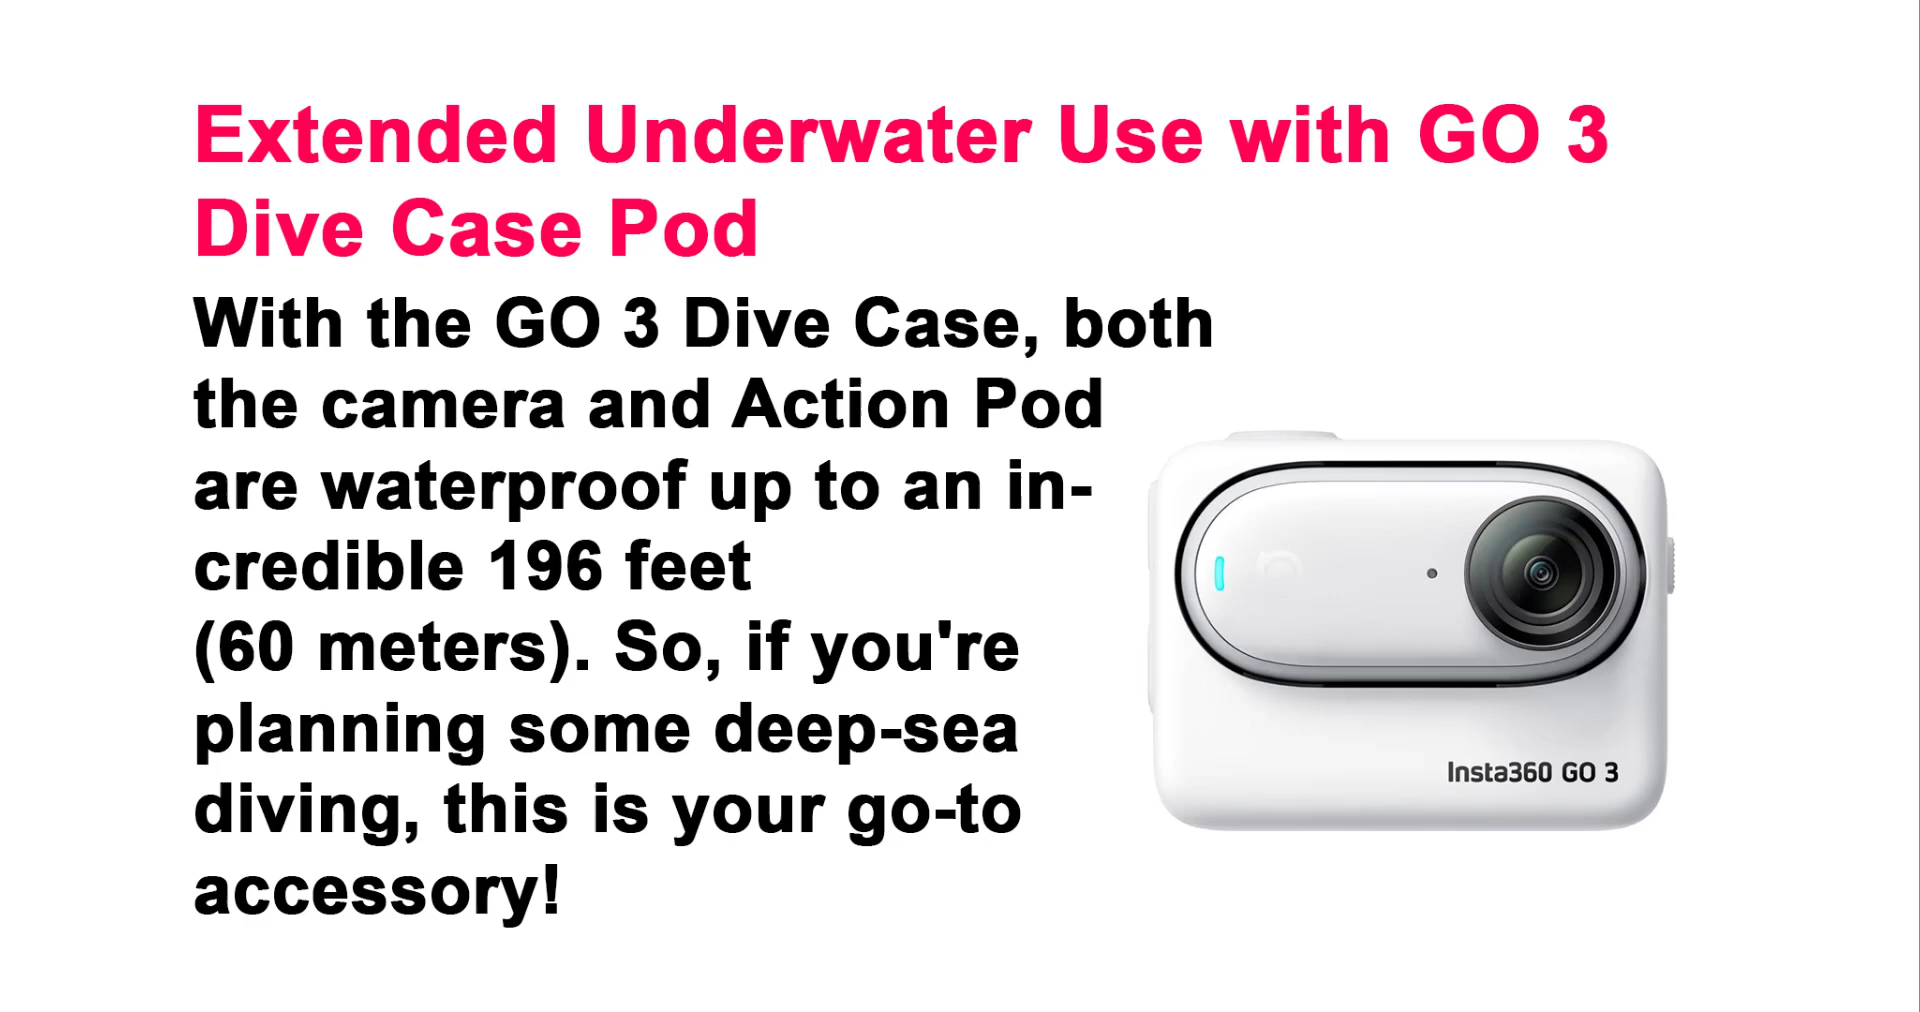 Extended Underwater Use with GO 3
Dive Case Pod
With the GO 3 Dive Case, both
the camera and Action Pod
are waterproof up to an in-
credible 196 feet
(60 meters). So, if you're
planning some deep-sea
diving, this is your go-to
accessory!
Insta360 GO 3